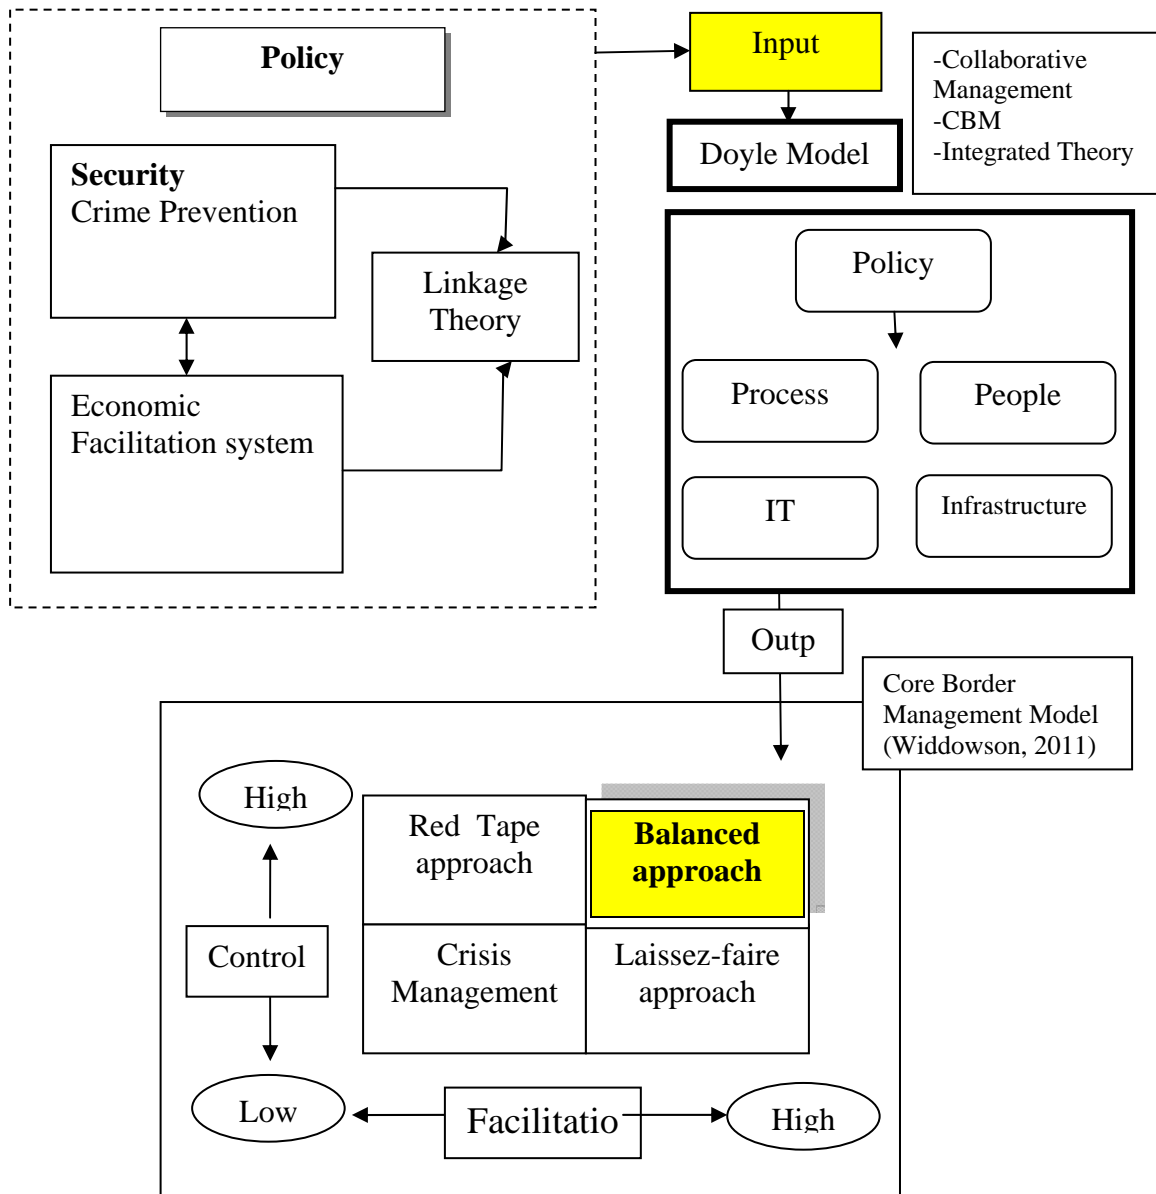 Policy
Security
Crime Prevention
Linkage
Theory
Economic
Facilitation system
Input
Doyle Model
-Collaborative
Management
-CBM
-Integrated Theory
Policy
Process
People
IT
Infrastructure
Outp
Core Border
Management Model
(Widdowson, 2011)
High
Red Tape
approach
Balanced
approach
Control
Crisis
Management
Laissez-faire
approach
Low
Facilitatio
High